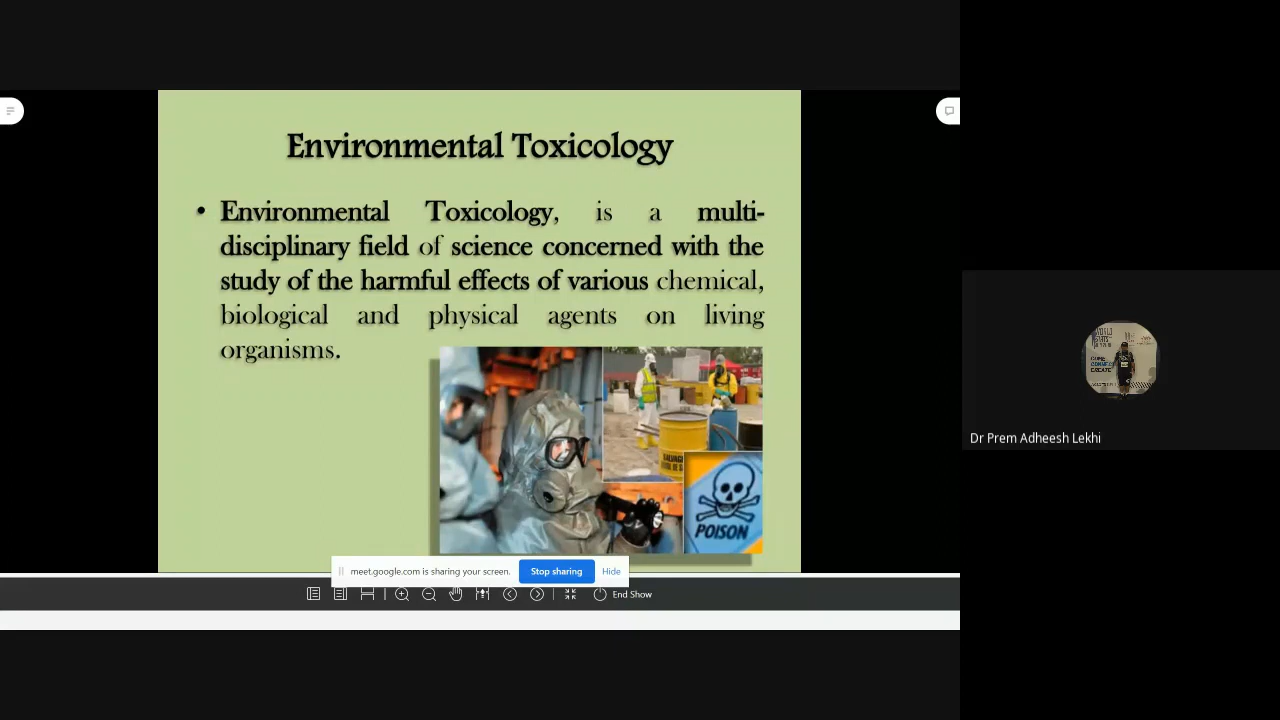 Environmental Toxicology
• Environmental Toxicology, is a multi-
disciplinary field of science concerned with the
study of the harmful effects of various chemical,
biological and physical agents on living
organisms.
POISON
meet.google.com is sharing your screen.
Stop sharing
Hide
End Show
Dr Prem Adheesh Lekhi